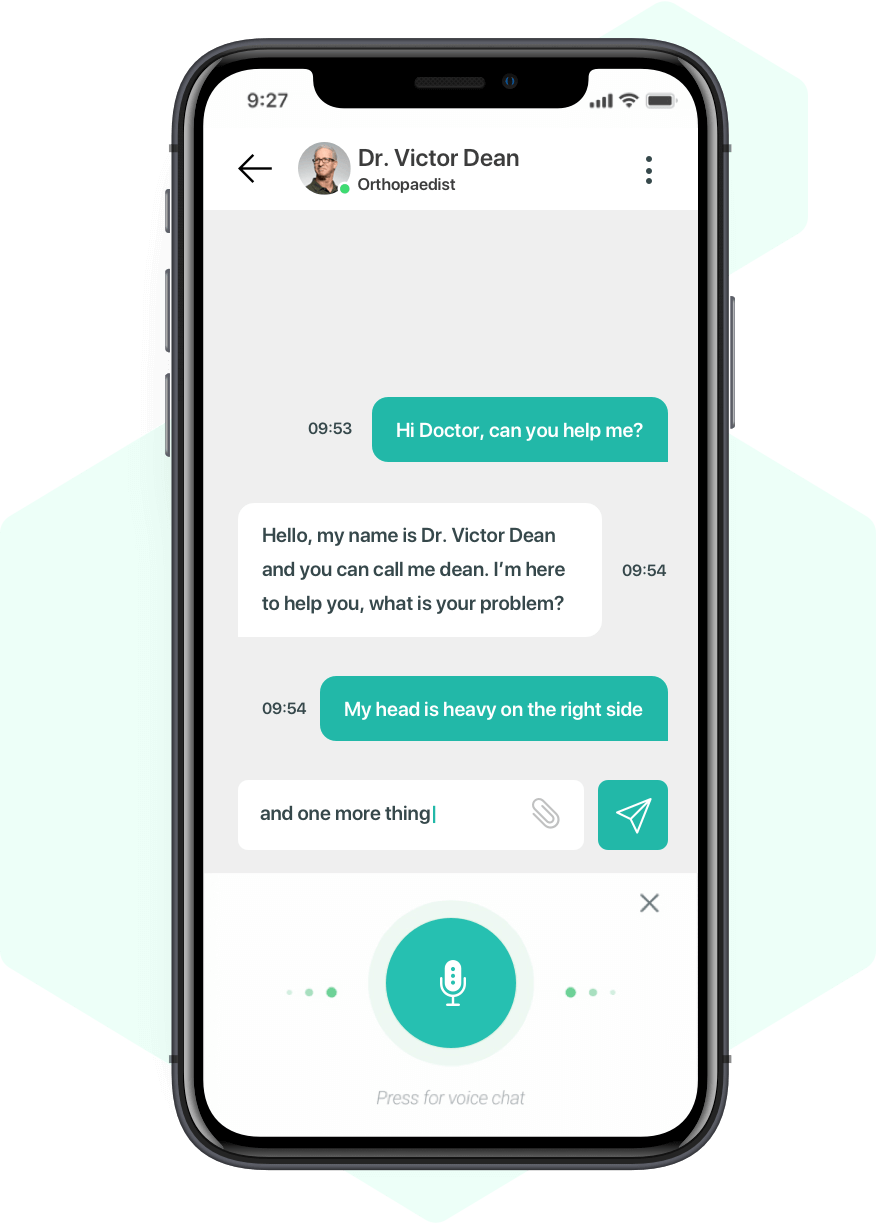 9:27
Dr. Victor Dean
Orthopaedist
09:53
Hi Doctor, can you help me?
Hello, my name is Dr. Victor Dean
and you can call me dean. I’m here
to help you, what is your problem?
09:54
09:54
My head is heavy on the right side
and one more thing
Press for voice chat